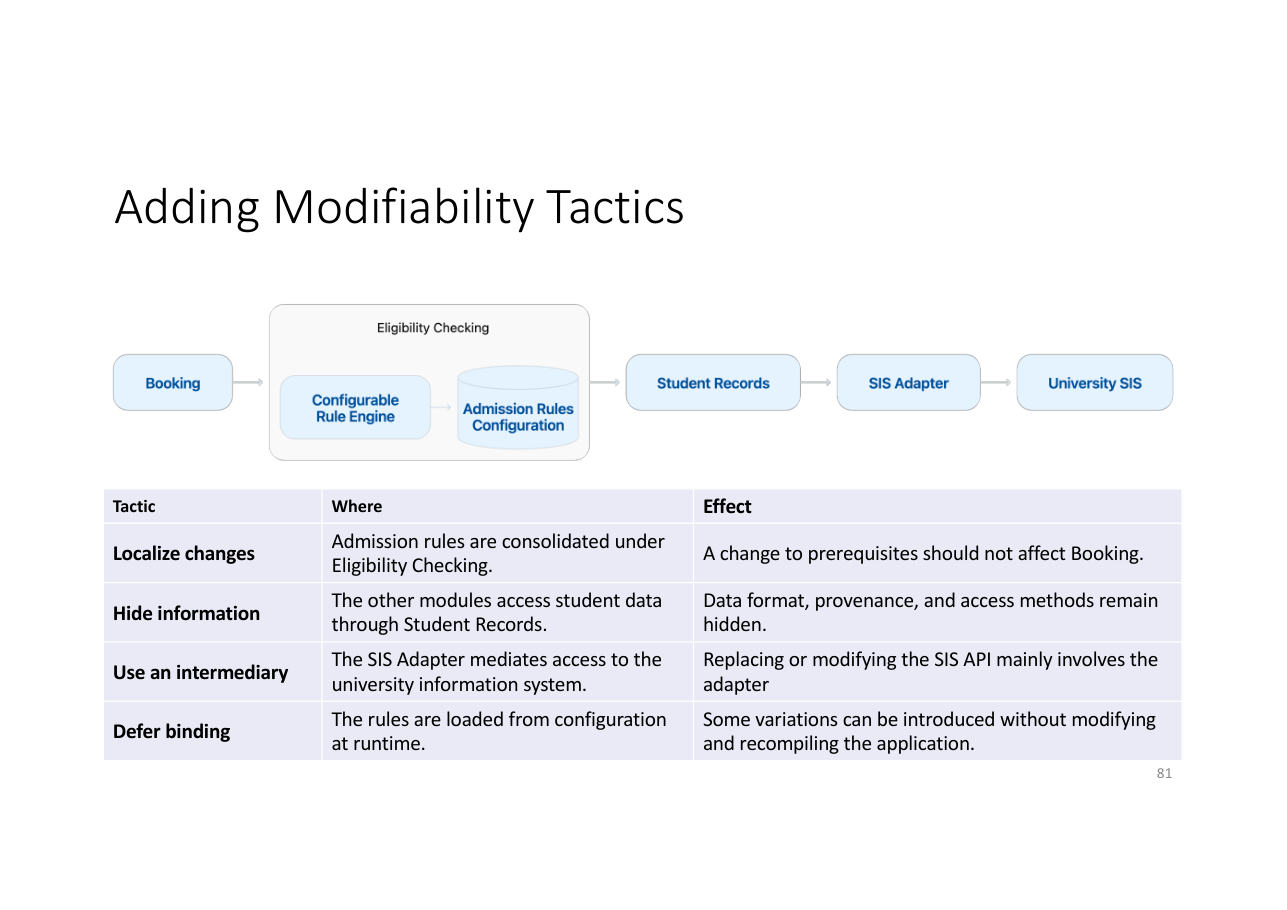 Adding Modifiability Tactics
Eligibility Checking
Booking
Configurable
Rule Engine
Admission Rules
Configuration
Student Records
SIS Adapter
University SIS
Tactic
Where
Effect
Localize changes
Admission rules are consolidated under
Eligibility Checking.
A change to prerequisites should not affect Booking.
Hide information
The other modules access student data
through Student Records.
Data format, provenance, and access methods remain
hidden.
Use an intermediary
The SIS Adapter mediates access to the
university information system.
Replacing or modifying the SIS API mainly involves the
adapter
Defer binding
The rules are loaded from configuration
at runtime.
Some variations can be introduced without modifying
and recompiling the application.
81